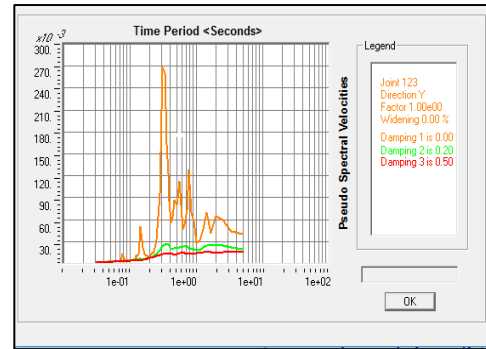 Time Period <Seconds>
x10 -3
300.
270.
240.
210.
180.
150.
120.
90.
60.
30.
1e-01
1e+00
1e+01
1e+02
Pseudo Spectral Velocities
Legend
Joint 123
Direction Y
Factor 1.00e00
Widening 0.00 %
Damping 1 is 0.00
Damping 2 is 0.20
Damping 3 is 0.50
OK